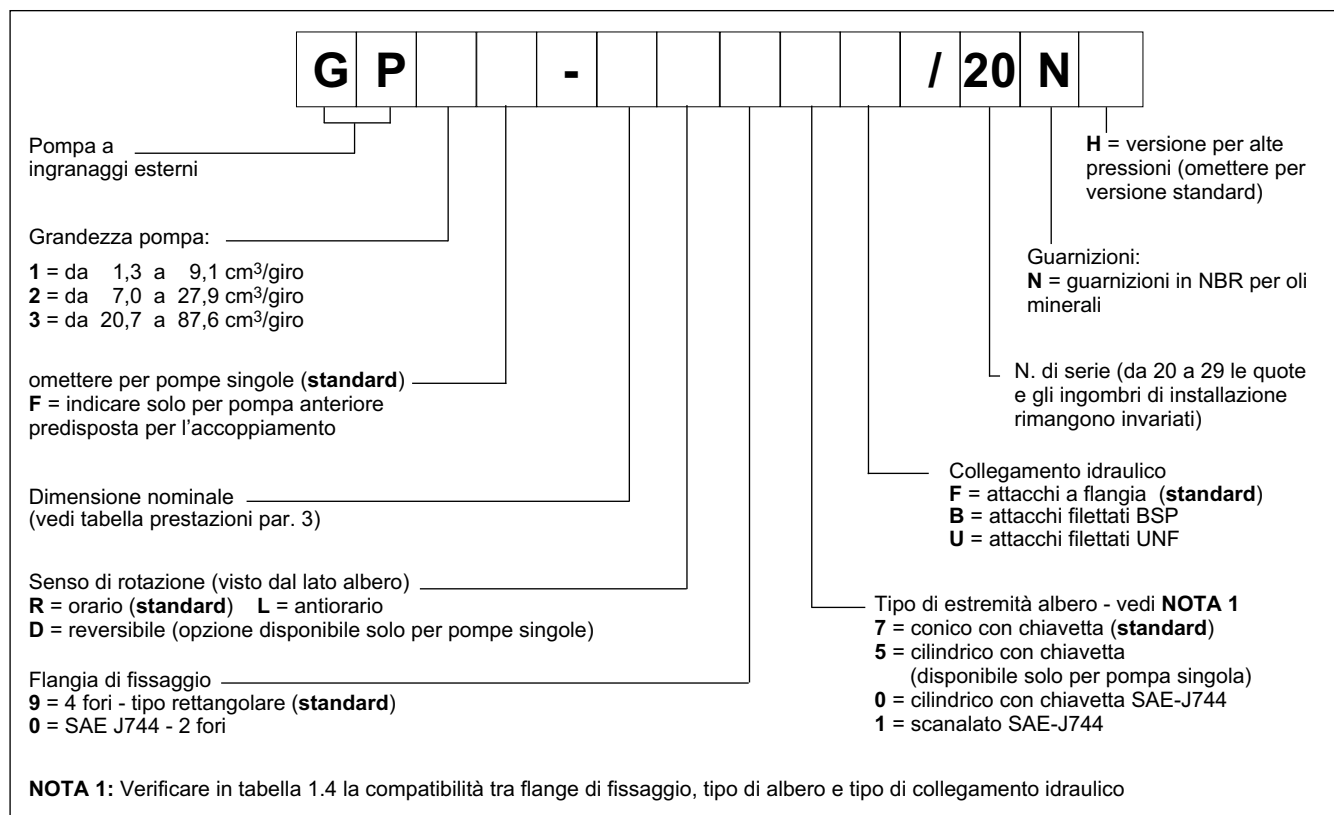 G P - / 20 N
Pompa a
ingranaggi esterni
Grandezza pompa:
1 = da 1,3 a 9,1 cm³/giro
2 = da 7,0 a 27,9 cm³/giro
3 = da 20,7 a 87,6 cm³/giro
omettere per pompe singole (standard)
F = indicare solo per pompa anteriore
predisposta per l’accoppiamento
Dimensione nominale
(vedi tabella prestazioni par. 3)
Senso di rotazione (visto dal lato albero)
R = orario (standard) L = antiorario
D = reversibile (opzione disponibile solo per pompe singole)
Flangia di fissaggio
9 = 4 fori - tipo rettangolare (standard)
0 = SAE J744 - 2 fori
H = versione per alte
pressioni (omettere per
versione standard)
Guarnizioni:
N = guarnizioni in NBR per oli
minerali
N. di serie (da 20 a 29 le quote
e gli ingombri di installazione
rimangono invariati)
Collegamento idraulico
F = attacchi a flangia (standard)
B = attacchi filettati BSP
U = attacchi filettati UNF
Tipo di estremità albero - vedi NOTA 1
7 = conico con chiavetta (standard)
5 = cilindrico con chiavetta
(disponibile solo per pompa singola)
0 = cilindrico con chiavetta SAE-J744
1 = scanalato SAE-J744
NOTA 1: Verificare in tabella 1.4 la compatibilità tra flange di fissaggio, tipo di albero e tipo di collegamento idraulico